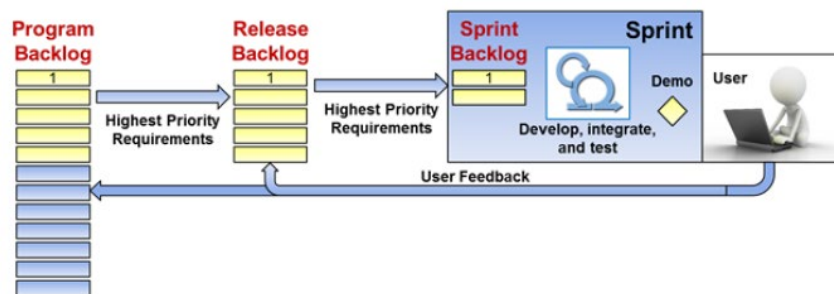 Program
Backlog
1
Highest Priority
Requirements
Release
Backlog
1
Highest Priority
Requirements
Sprint
Sprint
Backlog
1
Develop, integrate,
and test
Demo
User
User Feedback